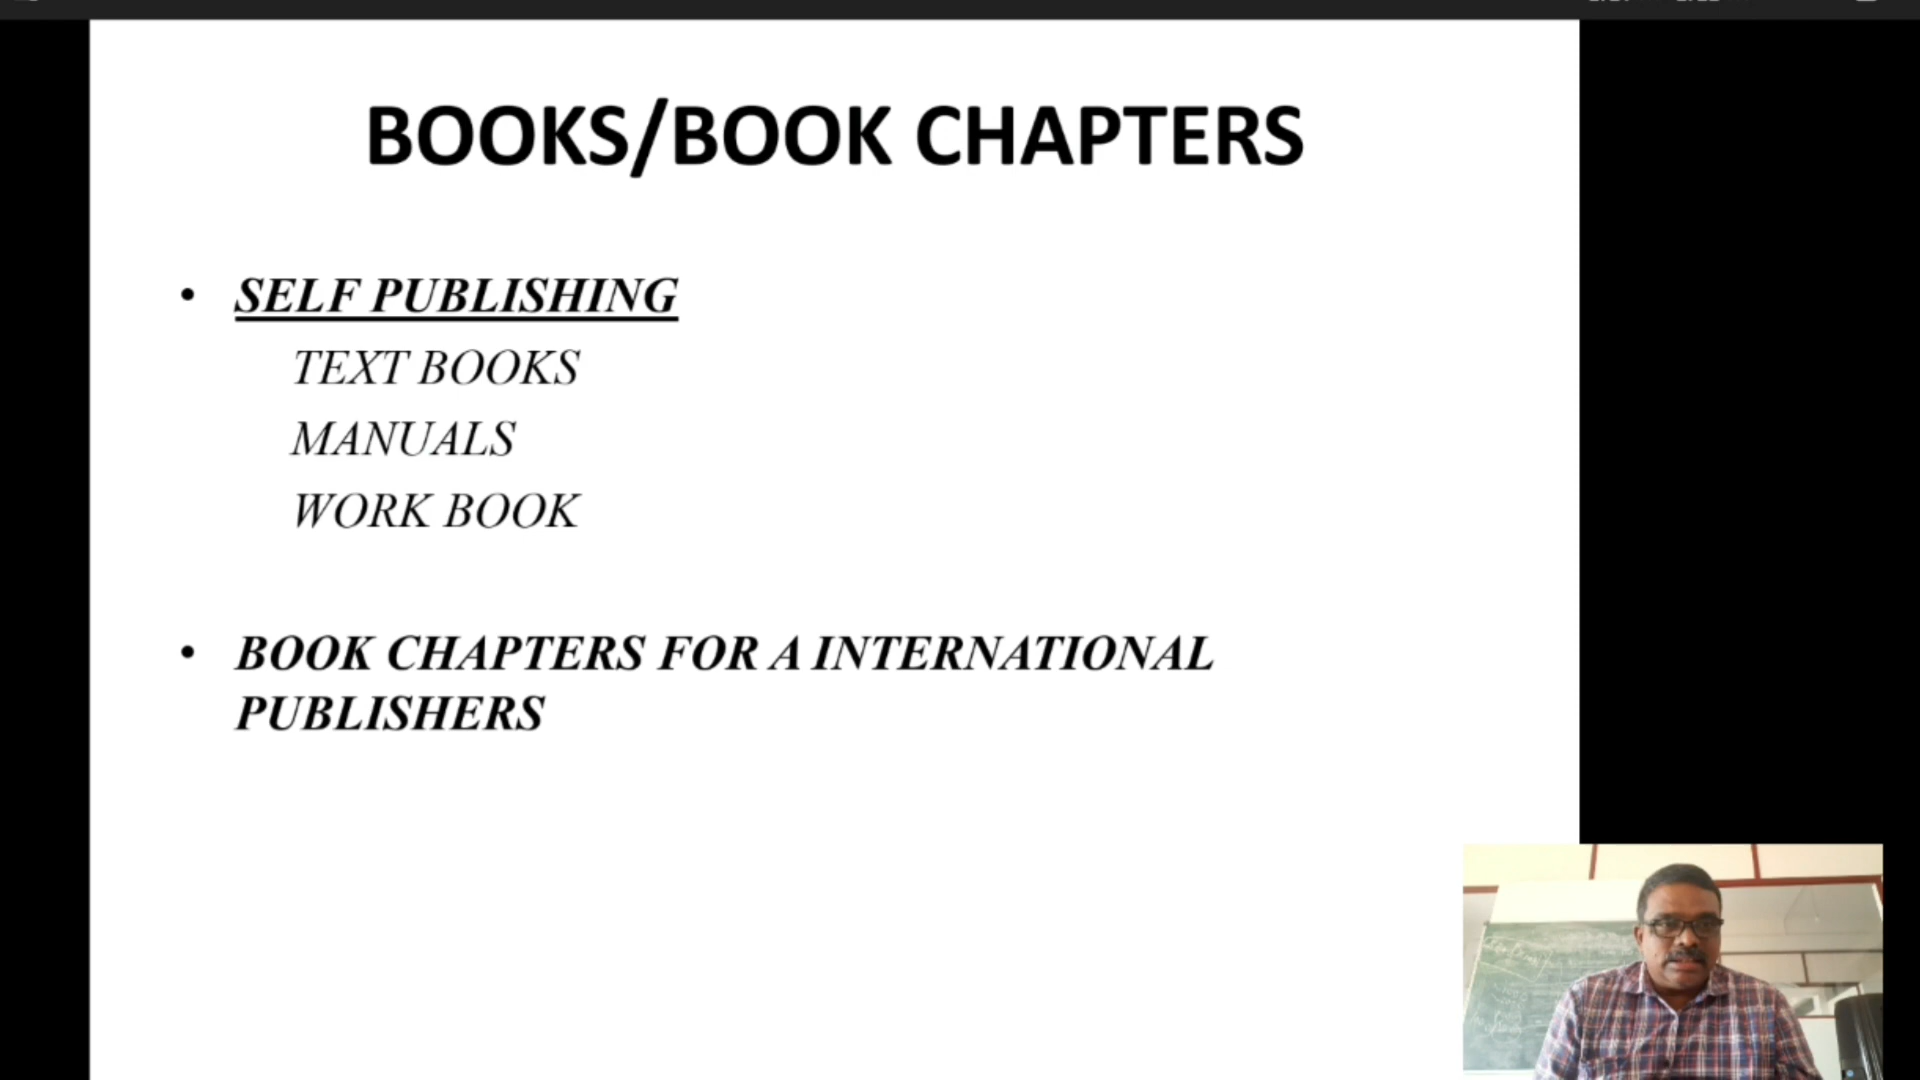 BOOKS/BOOK CHAPTERS
• SELF PUBLISHING
TEXT BOOKS
MANUALS
WORK BOOK
• BOOK CHAPTERS FOR A INTERNATIONAL
PUBLISHERS